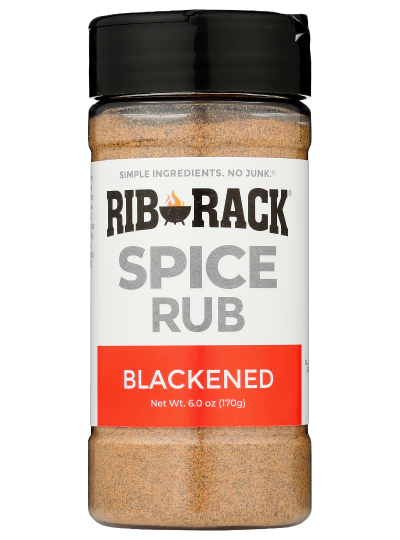 SIMPLE INGREDIENTS. NO JUNK.®
RIB RACK®
SPICE
RUB
BLACKENED
Net Wt. 6.0 oz (170g)